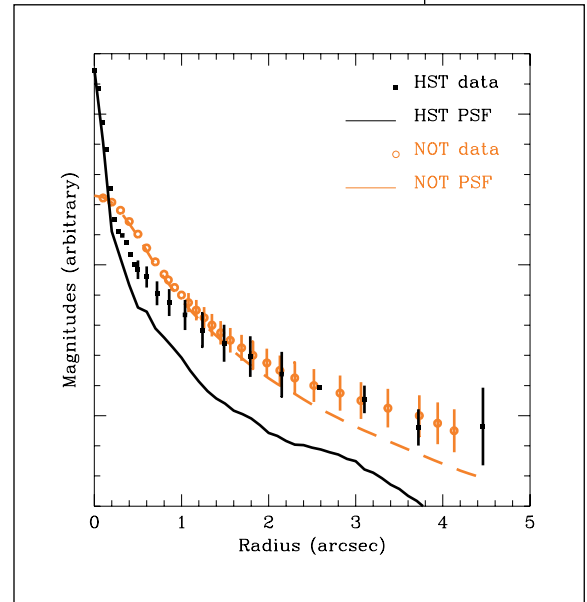 HST data
HST PSF
NOT data
NOT PSF
Magnitudes (arbitrary)
0 1 2 3 4 5
Radius (arcsec)